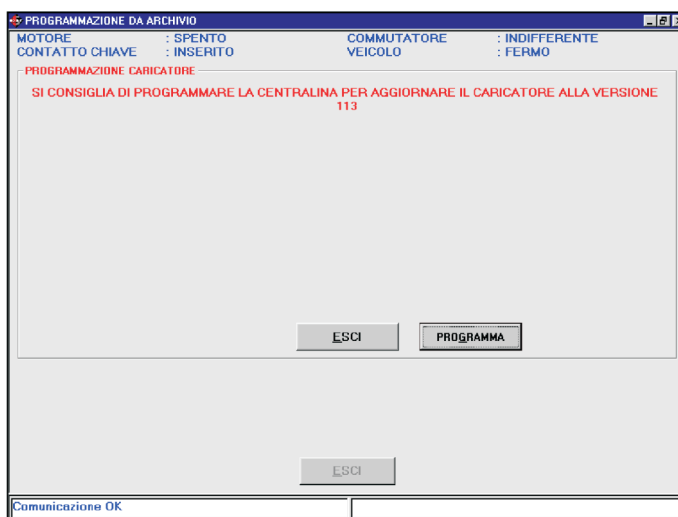 PROGRAMMAZIONE DA ARCHIVIO
MOTORE : SPENTO COMMUTATORE : INDIFFERENTE
CONTATTO CHIAVE : INSERITO VEICOLO : FERMO
PROGRAMMAZIONE CARICATORE
SI CONSIGLIA DI PROGRAMMARE LA CENTRALINA PER AGGIORNARE IL CARICATORE ALLA VERSIONE
113
ESCI PROGRAMMA
ESCI
Comunicazione OK